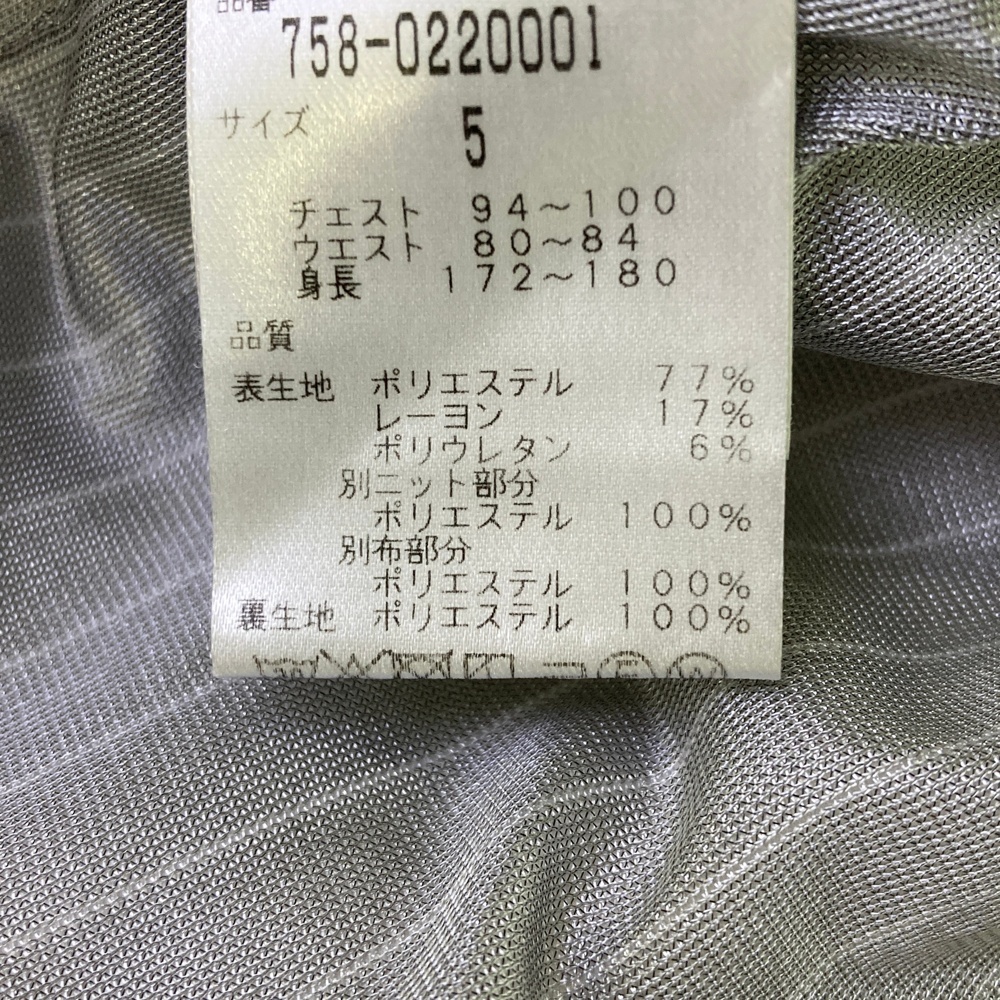 品番
758-0220001
サイズ 5
チェスト 94~100
ウエスト 80~84
身長 172~180
品質
表生地 ポリエステル 77%
レーヨン 17%
ポリウレタン 6%
別ニット部分
ポリエステル 100%
別布部分
ポリエステル 100%
裏生地 ポリエステル 100%